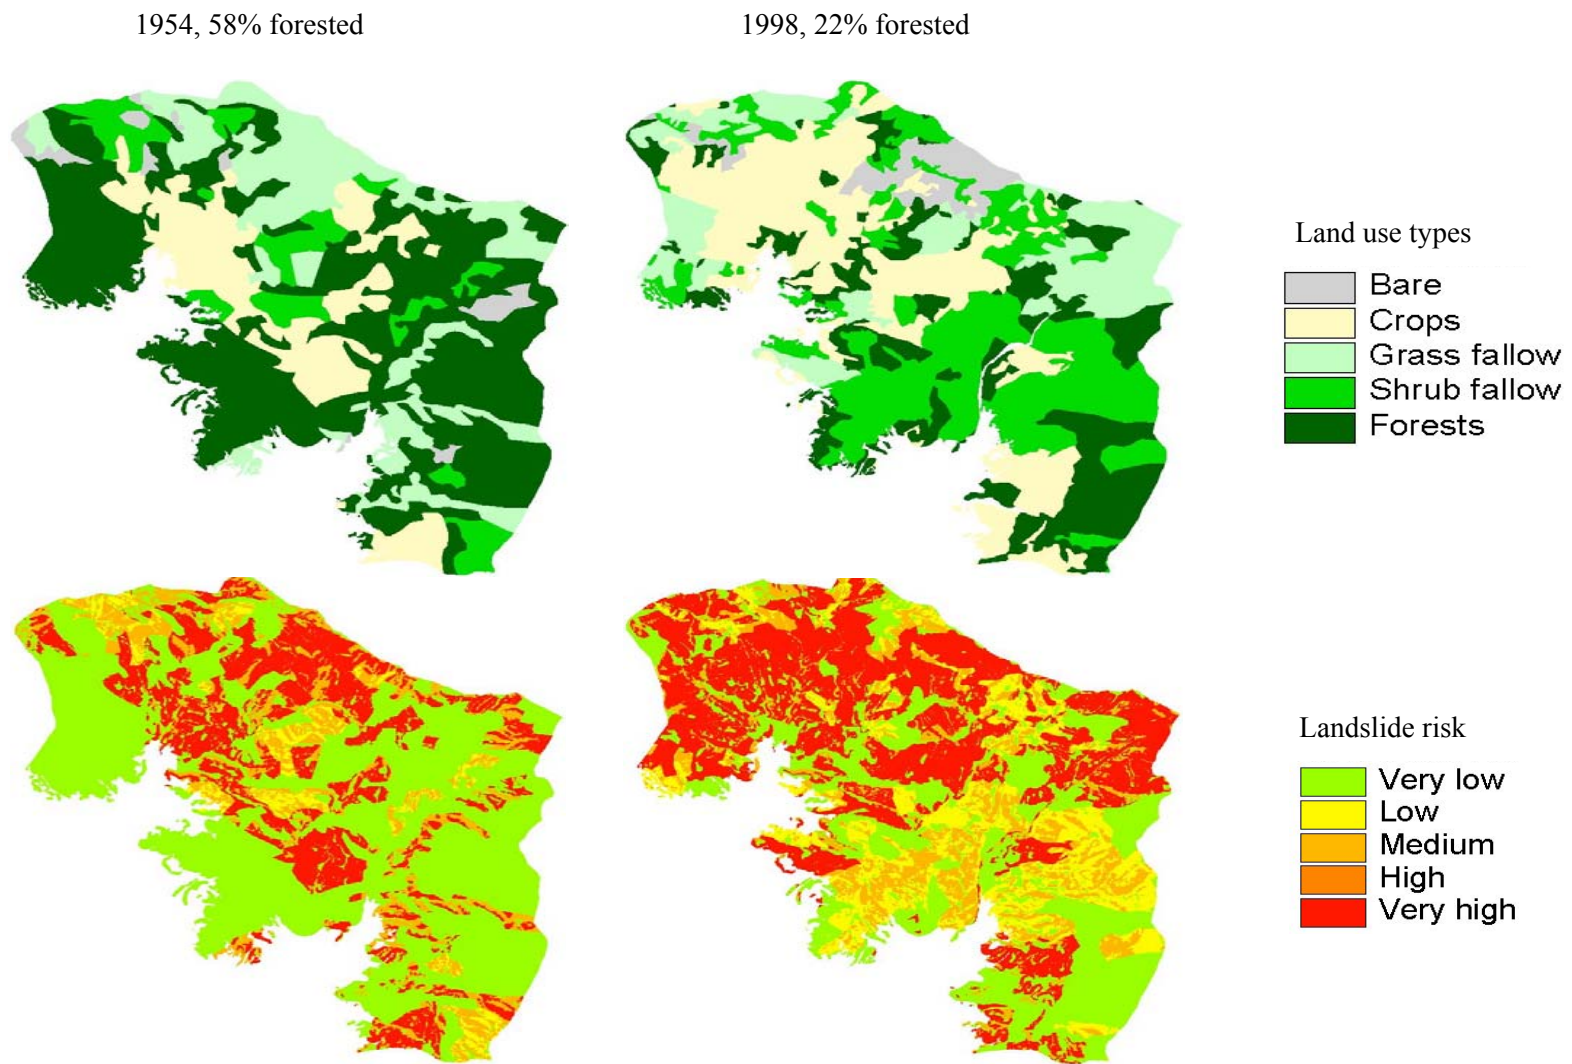 1954, 58% forested
1998, 22% forested
Land use types
Bare
Crops
Grass fallow
Shrub fallow
Forests
Landslide risk
Very low
Low
Medium
High
Very high